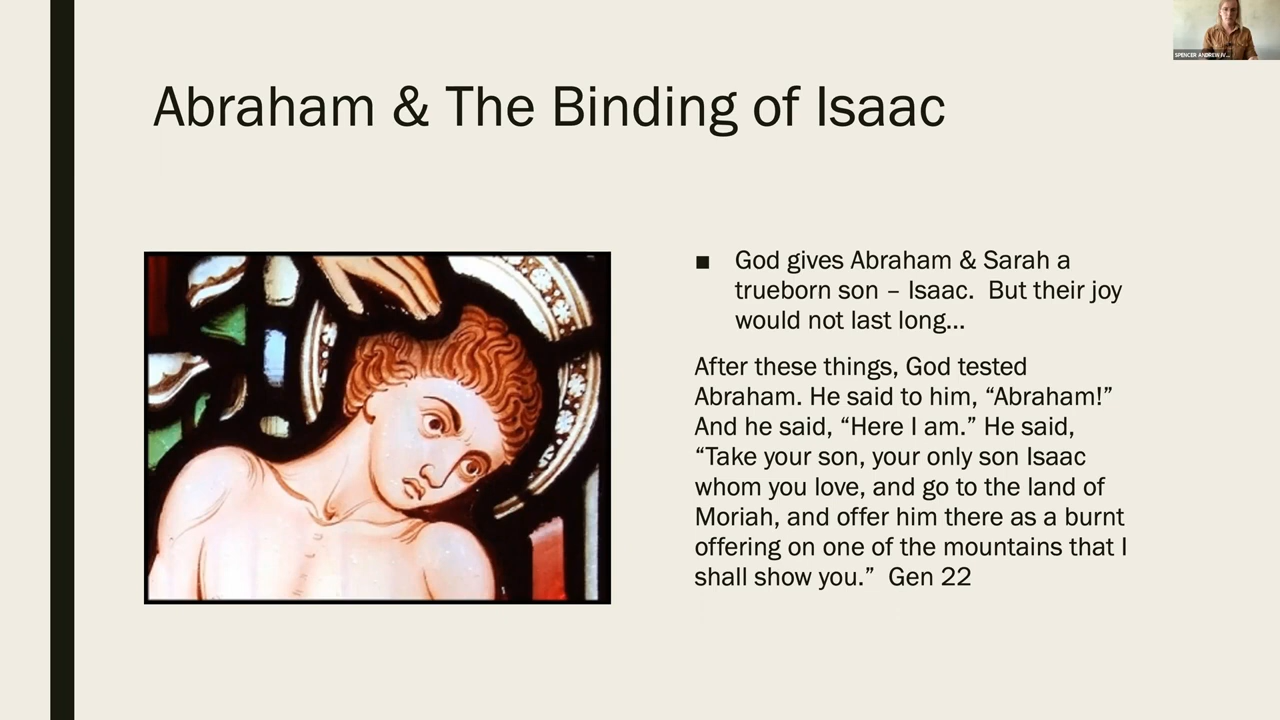 SPENCER ANDREW
Abraham & The Binding of Isaac
■ God gives Abraham & Sarah a
trueborn son – Isaac.  But their joy
would not last long…
After these things, God tested
Abraham. He said to him, “Abraham!”
And he said, “Here I am.” He said,
“Take your son, your only son Isaac
whom you love, and go to the land of
Moriah, and offer him there as a burnt
offering on one of the mountains that I
shall show you.”  Gen 22